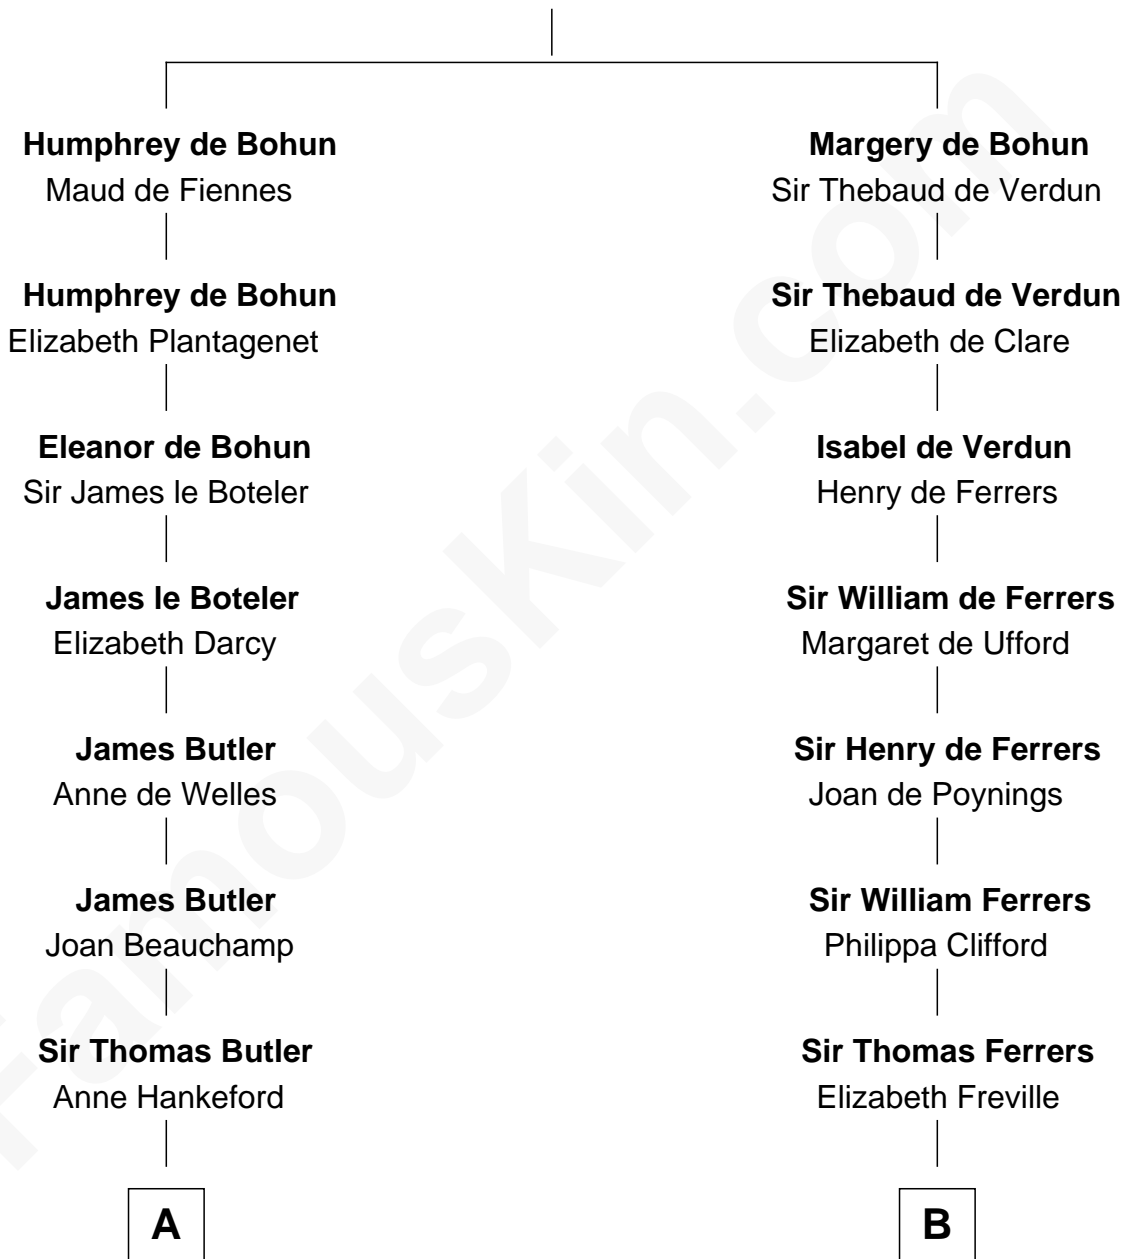 Humphrey de Bohun
Maud de Fiennes
Humphrey de Bohun
Elizabeth Plantagenet
Eleanor de Bohun
Sir James le Boteler
James le Boteler
Elizabeth Darcy
James Butler
Anne de Welles
James Butler
Joan Beauchamp
Sir Thomas Butler
Anne Hankeford
A
Margery de Bohun
Sir Thebaud de Verdun
Sir Thebaud de Verdun
Elizabeth de Clare
Isabel de Verdun
Henry de Ferrers
Sir William de Ferrers
Margaret de Ufford
Sir Henry de Ferrers
Joan de Poynings
Sir William Ferrers
Philippa Clifford
Sir Thomas Ferrers
Elizabeth Freville
B
FamousKin.com